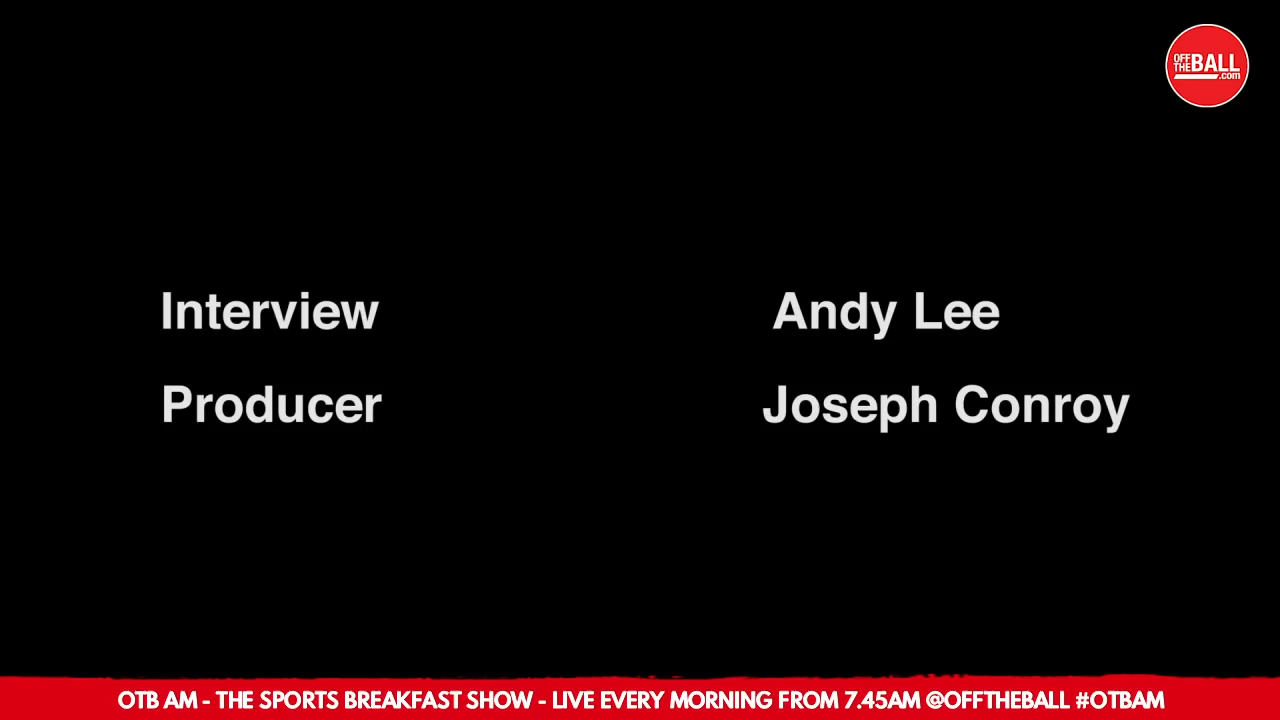 OFF
THE BALL
.com
Interview Andy Lee
Producer Joseph Conroy
OTB AM - THE SPORTS BREAKFAST SHOW - LIVE EVERY MORNING FROM 7.45AM @OFFTHEBALL #OTBAM